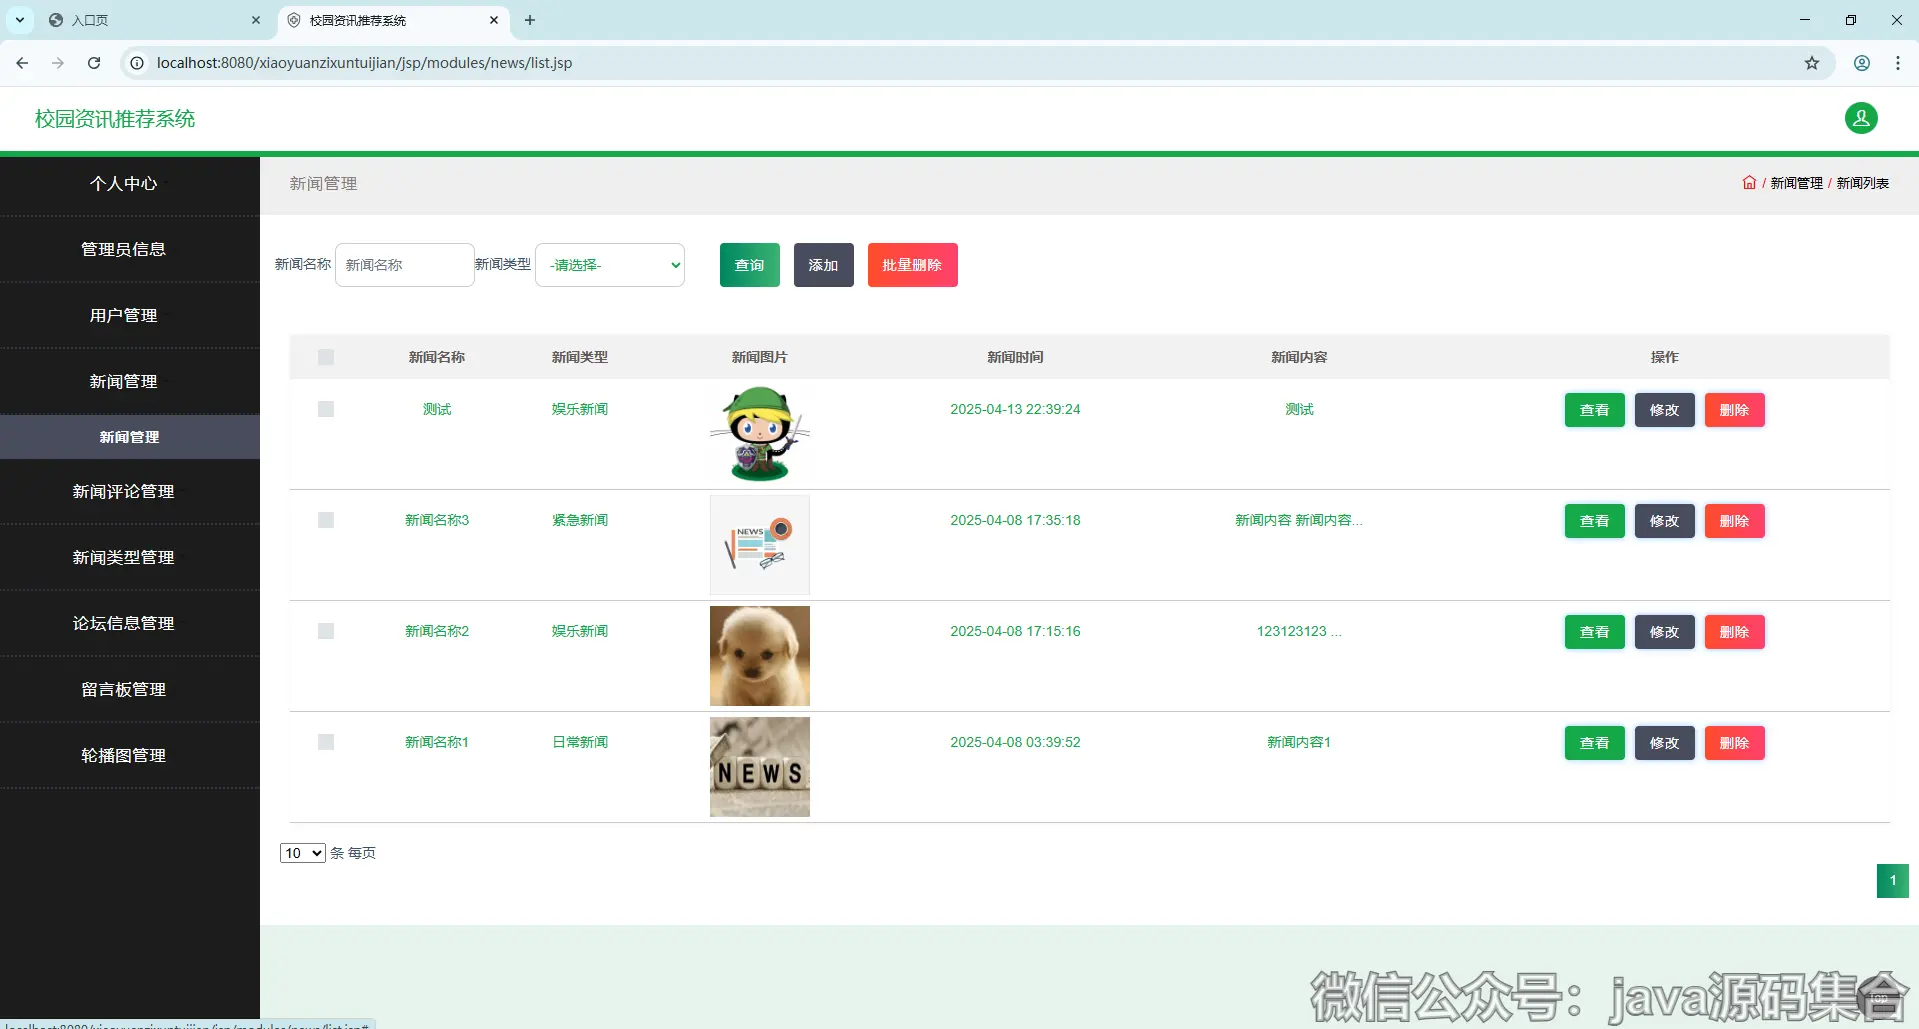 入口页
校园资讯推荐系统
localhost:8080/xiaoyuanzixuntuijian/jsp/modules/news/list.jsp
校园资讯推荐系统
个人中心
管理员信息
用户管理
新闻管理
新闻管理
新闻评论管理
新闻类型管理
论坛信息管理
留言板管理
轮播图管理
新闻管理
/ 新闻管理 / 新闻列表
新闻名称 新闻名称 新闻类型 -请选择- 查询 添加 批量删除
新闻名称 新闻类型 新闻图片 新闻时间 新闻内容 操作
测试 娱乐新闻 2025-04-13 22:39:24 测试 查看 修改 删除
新闻名称3 紧急新闻 NEWS 2025-04-08 17:35:18 新闻内容 新闻内容... 查看 修改 删除
新闻名称2 娱乐新闻 2025-04-08 17:15:16 123123123 ... 查看 修改 删除
新闻名称1 日常新闻 NEWS 2025-04-08 03:39:52 新闻内容1 查看 修改 删除
10 条 每页
1
微信公众号：java源码集合
Top
localhost:8080/xiaoyuanzixuntuijian/jsp/modules/news/list.jsp#